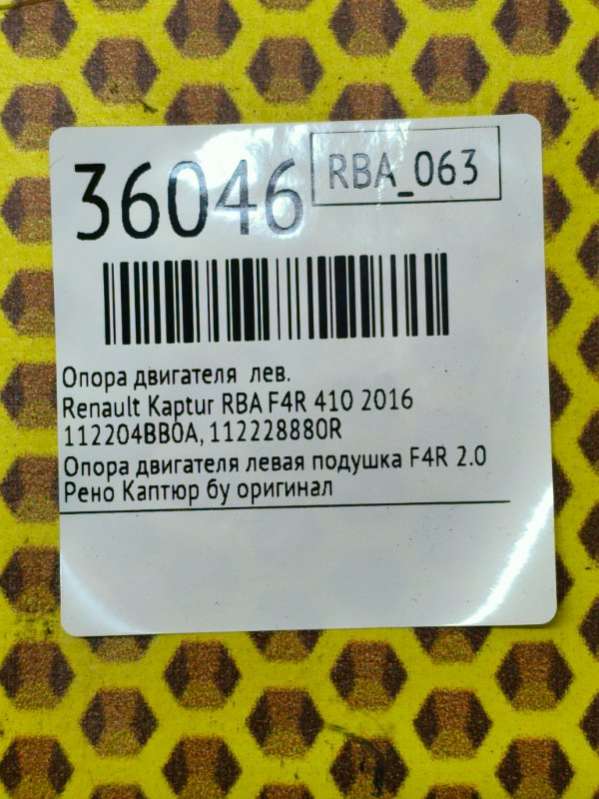 36046
RBA_063
Опора двигателя лев.
Renault Kaptur RBA F4R 410 2016
112204BB0A, 112228880R
Опора двигателя левая подушка F4R 2.0
Рено Каптюр бу оригинал